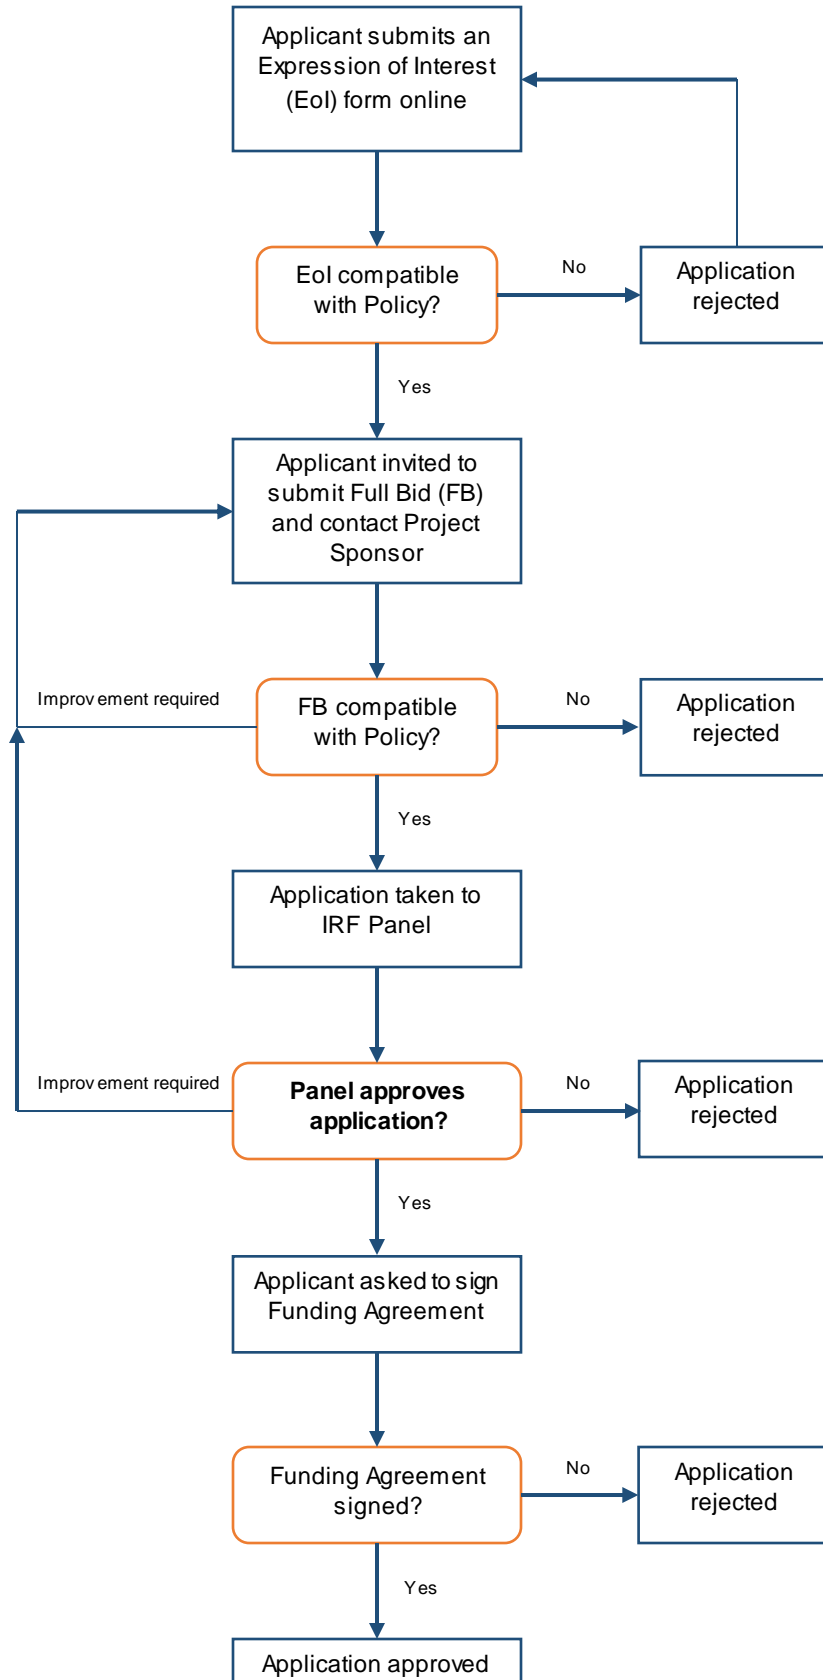 Applicant submits an
Expression of Interest
(EoI) form online
EoI compatible
with Policy?
No
Application
rejected
Yes
Applicant invited to
submit Full Bid (FB)
and contact Project
Sponsor
Improvement required
FB compatible
with Policy?
No
Application
rejected
Yes
Application taken to
IRF Panel
Improvement required
Panel approves
application?
No
Application
rejected
Yes
Applicant asked to sign
Funding Agreement
Funding Agreement
signed?
No
Application
rejected
Yes
Application approved